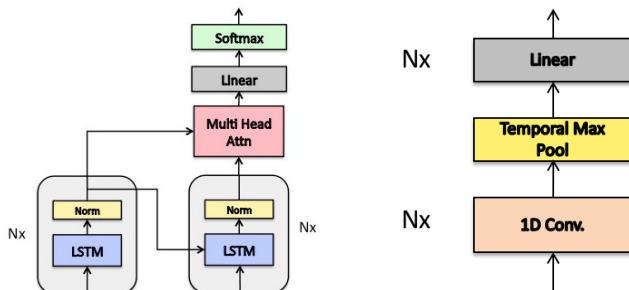 Softmax
Linear
Multi Head
Attn
Norm
LSTM
Nx
Norm
LSTM
Nx
Nx
Linear
Temporal Max
Pool
Nx
1D Conv.